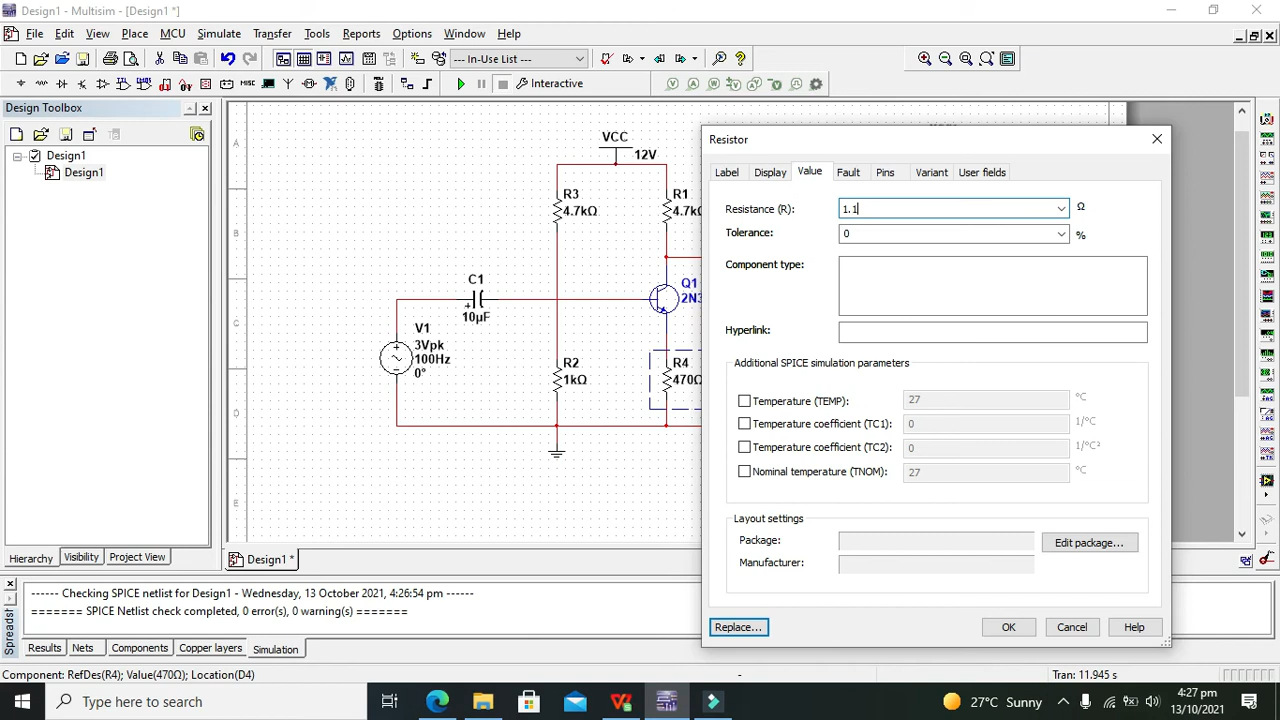 Design1 - Multisim - [Design1 *]
File Edit View Place MCU Simulate Transfer Tools Reports Options Window Help
--- In-Use List ---
Interactive
Design Toolbox
Design1
Design1
Hierarchy Visibility Project View
Design1 *
A
B
C
D
E
VCC
12V
R3
4.7kΩ
R1
4.7kΩ
C1
10µF
Q1
V1
3Vpk
100Hz
0°
R2
1kΩ
R4
470Ω
Resistor
Label Display Value Fault Pins Variant User fields
Resistance (R): 1.1 Ω
Tolerance: 0 %
Component type:
Hyperlink:
Additional SPICE simulation parameters
Temperature (TEMP): 27 °C
Temperature coefficient (TC1): 0 1/°C
Temperature coefficient (TC2): 0 1/°C²
Nominal temperature (TNOM): 27 °C
Layout settings
Package: Edit package...
Manufacturer:
Replace... OK Cancel Help
------ Checking SPICE netlist for Design1 - Wednesday, 13 October 2021, 4:26:54 pm ------
======= SPICE Netlist check completed, 0 error(s), 0 warning(s) =======
Results Nets Components Copper layers Simulation
Component: RefDes(R4); Value(470Ω); Location(D4) - Tran: 11.945 s
Type here to search
27°C Sunny
4:27 pm
13/10/2021